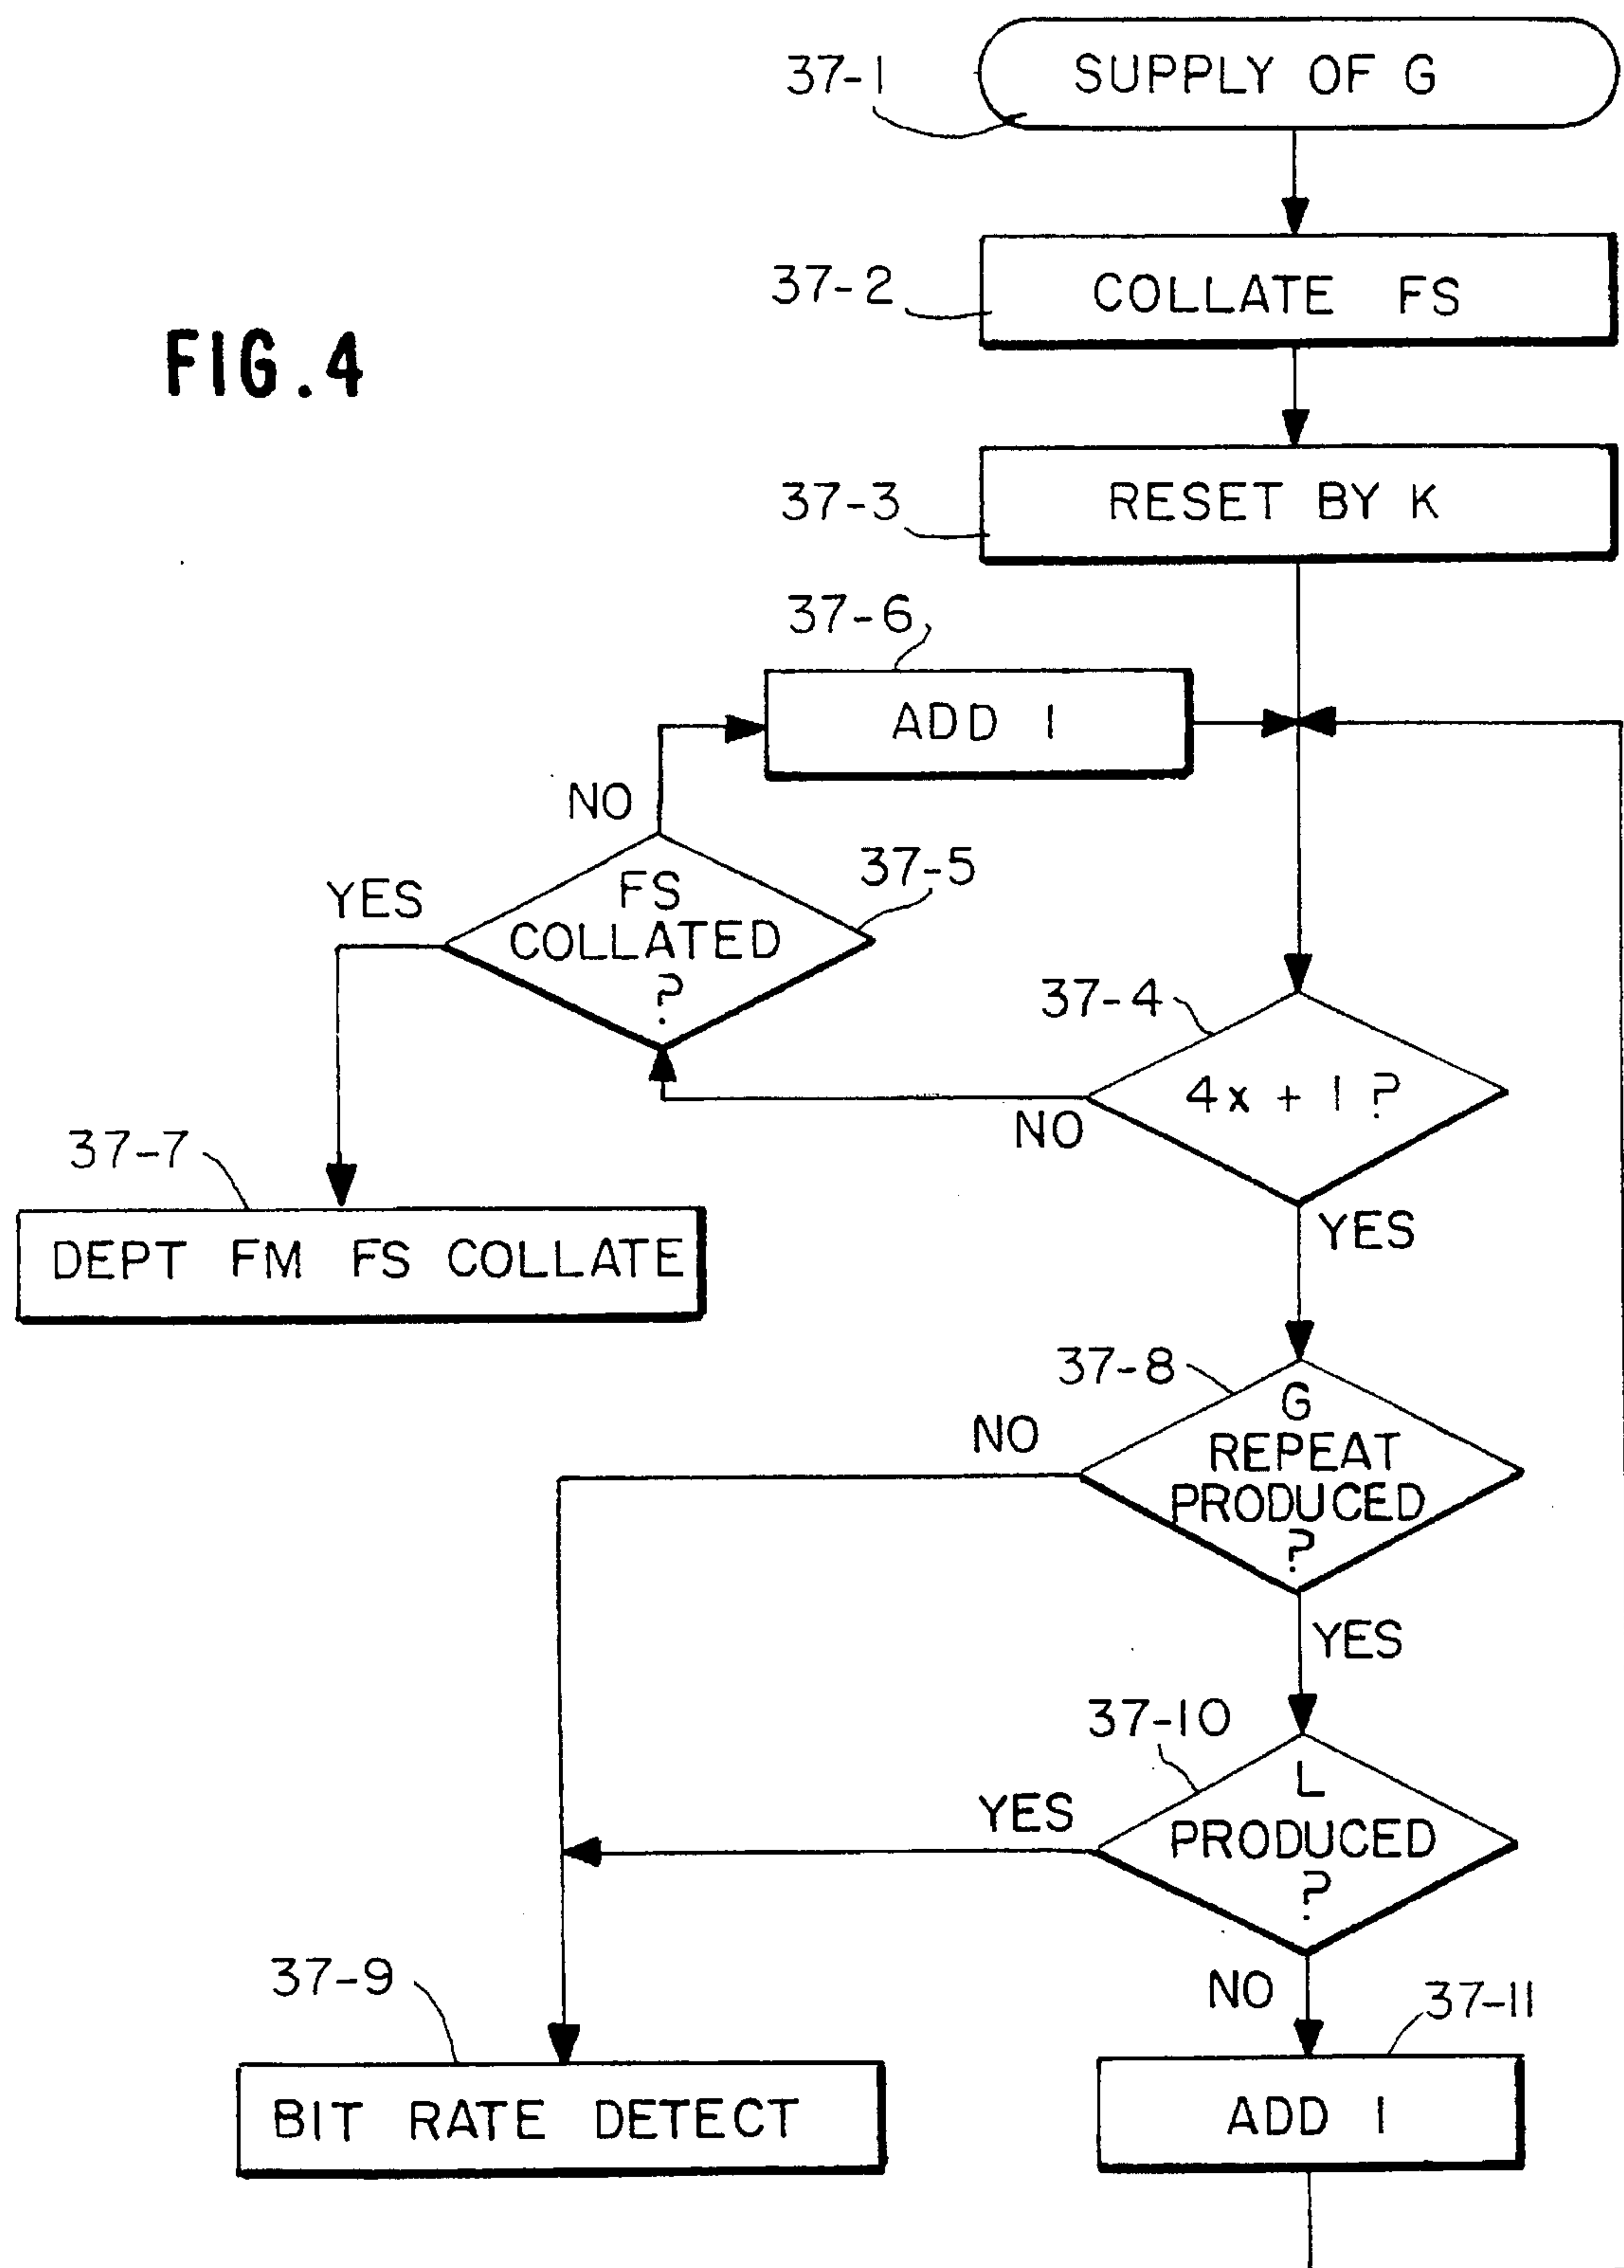 37-1
SUPPLY OF G
37-2
COLLATE FS
FIG.4
37-3
RESET BY K
37-6
ADD 1
NO
37-5
YES
FS
COLLATED
?
37-4
4x + 1 ?
NO
37-7
YES
DEPT FM FS COLLATE
37-8
G
NO
REPEAT
PRODUCED
?
YES
37-10
L
YES
PRODUCED
?
37-9
NO
37-11
BIT RATE DETECT
ADD 1